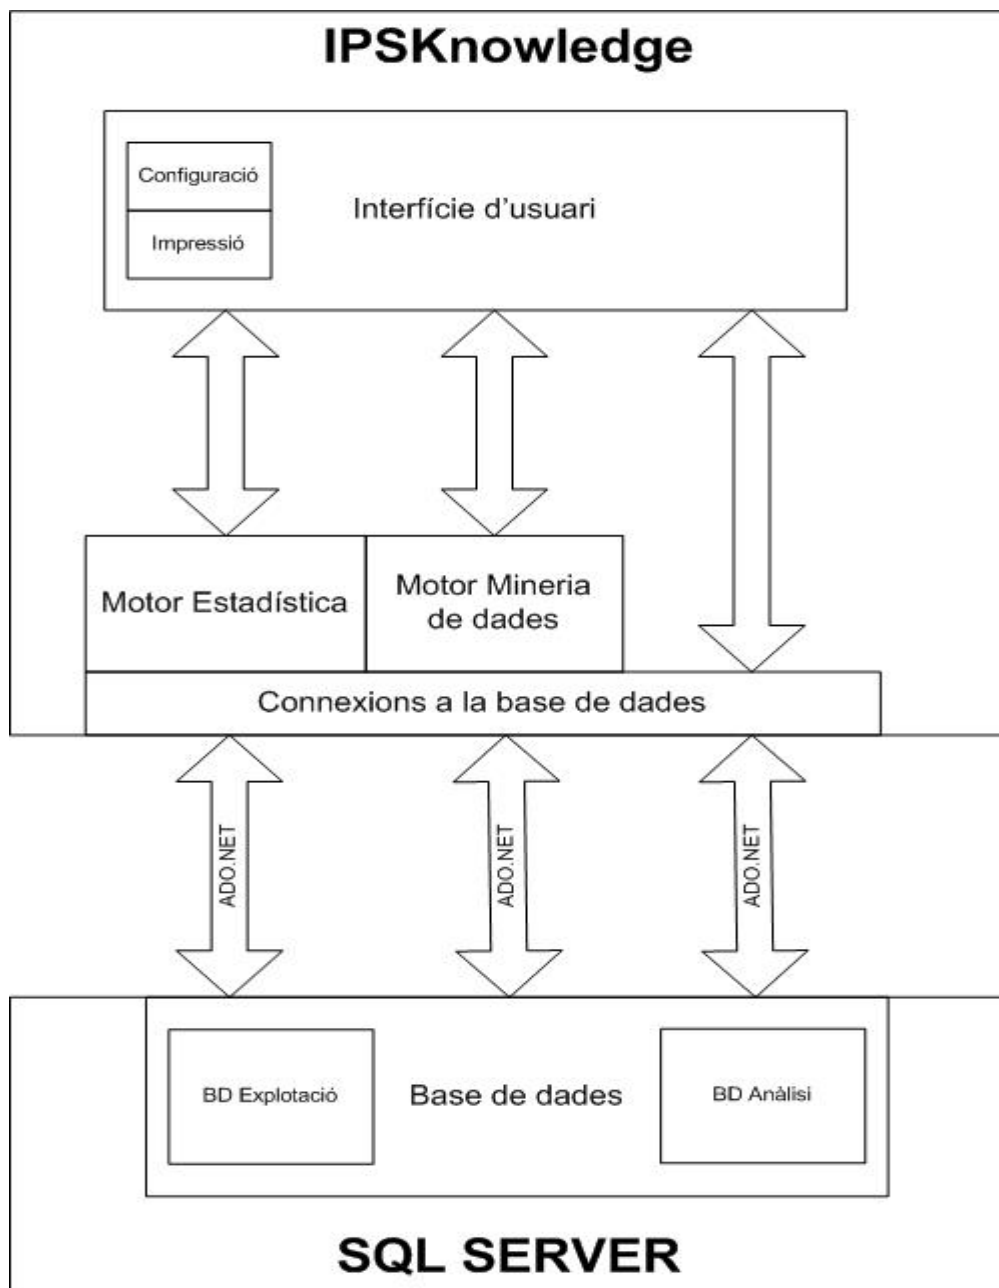 IPSKnowledge
Configuració
Interfície d'usuari
Impressió
Motor Estadística
Motor Mineria
de dades
Connexions a la base de dades
ADO.NET
ADO.NET
ADO.NET
BD Explotació
Base de dades
BD Anàlisi
SQL SERVER